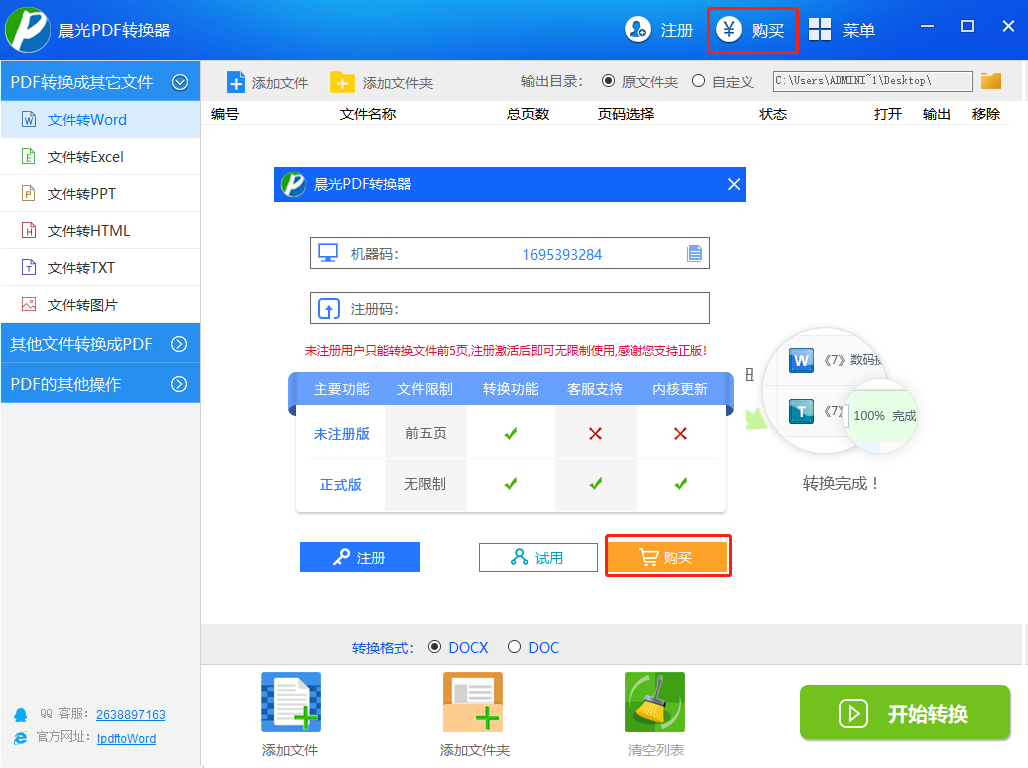 晨光PDF转换器
注册
购买
菜单
PDF转换成其它文件
文件转Word
文件转Excel
文件转PPT
文件转HTML
文件转TXT
文件转图片
其他文件转换成PDF
PDF的其他操作
QQ 客服: 2638897163
官方网址: IpdftoWord
添加文件 添加文件夹 输出目录: 原文件夹 自定义 C:\Users\ADMINI~1\Desktop\
编号 文件名称 总页数 页码选择 状态 打开 输出 移除
晨光PDF转换器
机器码: 1695393284
注册码:
未注册用户只能转换文件前5页,注册激活后即可无限制使用,感谢您支持正版!
主要功能 文件限制 转换功能 客服支持 内核更新
未注册版 前五页
正式版 无限制
注册 试用 购买
《7》数码
《7》
100% 完成
转换完成！
转换格式: DOCX DOC
添加文件 添加文件夹 清空列表
开始转换